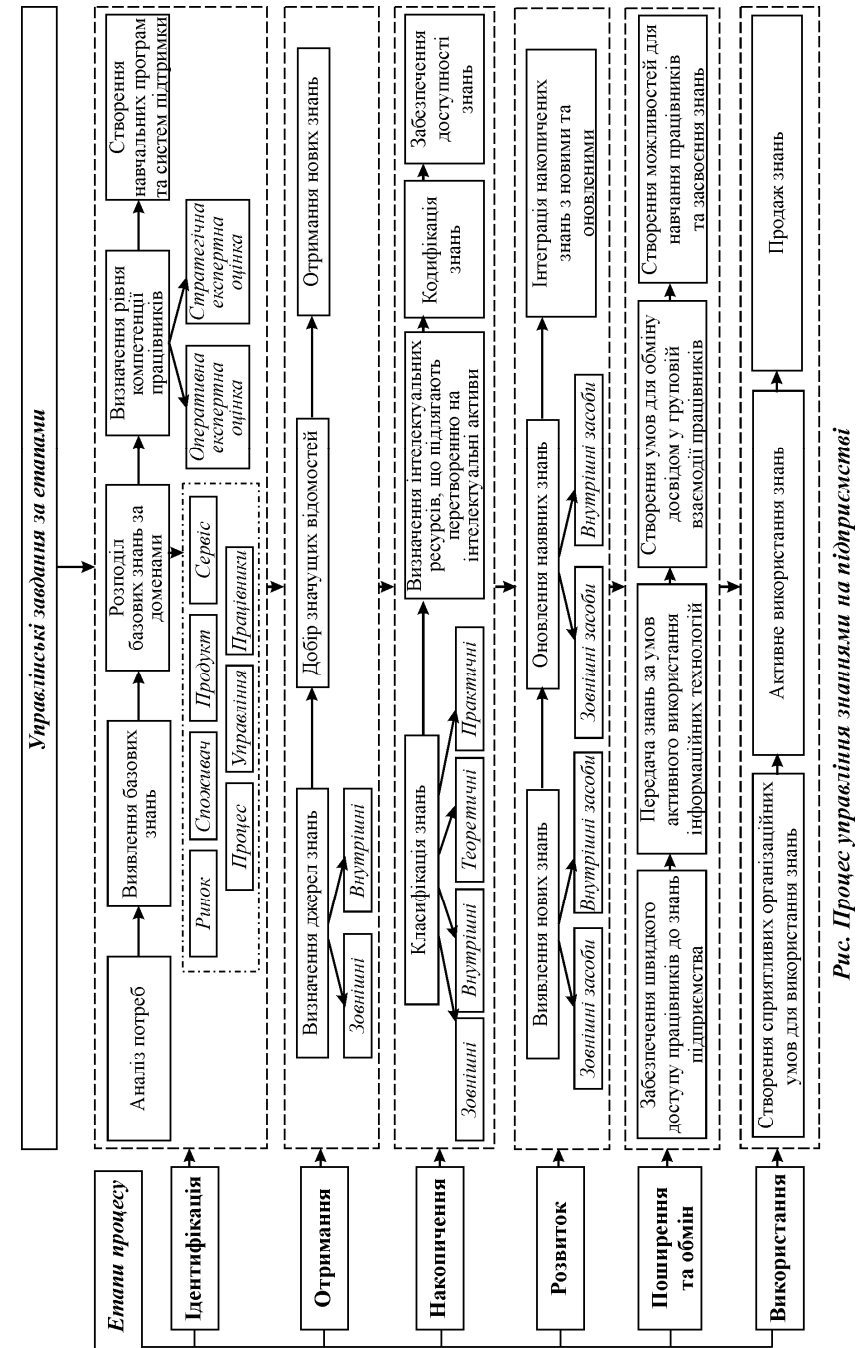 Управлінські завдання за етапами
Етапи процесу
Ідентифікація
Аналіз потреб
Виявлення базових
знань
Розподіл
базових знань за
доменами
Визначення рівня
компетенції
працівників
Створення
навчальних програм
та систем підтримки
Ринок
Споживач
Продукт
Сервіс
Процес
Управління
Працівники
Оперативна
експертна
оцінка
Стратегічна
експертна
оцінка
Отримання
Визначення джерел знань
Добір значущих відомостей
Отримання нових знань
Зовнішні
Внутрішні
Накопичення
Класифікація знань
Визначення інтелектуальних
ресурсів, що підлягають
перетворенню на
інтелектуальні активи
Кодифікація
знань
Забезпечення
доступності
знань
Зовнішні
Внутрішні
Теоретичні
Практичні
Розвиток
Виявлення нових знань
Оновлення наявних знань
Інтеграція накопичених
знань з новими та
оновленими
Зовнішні засоби
Внутрішні засоби
Зовнішні засоби
Внутрішні засоби
Поширення
та обмін
Забезпечення швидкого
доступу працівників до знань
підприємства
Передача знань за умов
активного використання
інформаційних технологій
Створення умов для обміну
досвідом у груповій
взаємодії працівників
Створення можливостей для
навчання працівників
та засвоєння знань
Використання
Створення сприятливих організаційних
умов для використання знань
Активне використання знань
Продаж знань
Рис. Процес управління знаннями на підприємстві